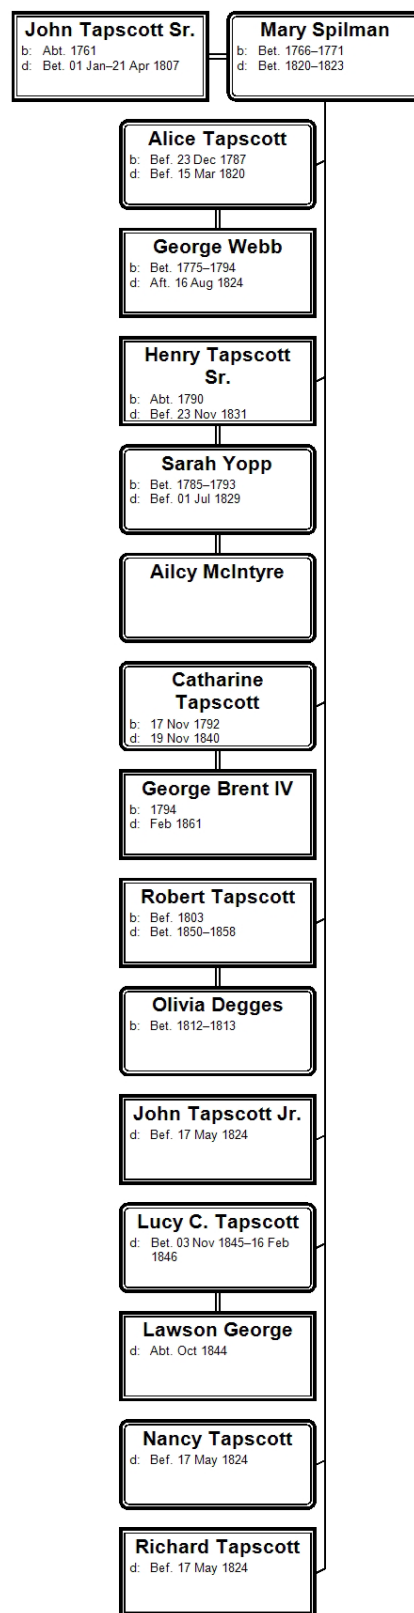 John Tapscott Sr.
b: Abt. 1761
d: Bet. 01 Jan–21 Apr 1807
Mary Spilman
b: Bet. 1766–1771
d: Bet. 1820–1823
Alice Tapscott
b: Bef. 23 Dec 1787
d: Bef. 15 Mar 1820
George Webb
b: Bet. 1775–1794
d: Aft. 16 Aug 1824
Henry Tapscott
Sr.
b: Abt. 1790
d: Bef. 23 Nov 1831
Sarah Yopp
b: Bet. 1785–1793
d: Bef. 01 Jul 1829
Ailcy McIntyre
Catharine
Tapscott
b: 17 Nov 1792
d: 19 Nov 1840
George Brent IV
b: 1794
d: Feb 1861
Robert Tapscott
b: Bef. 1803
d: Bet. 1850–1858
Olivia Degges
b: Bet. 1812–1813
John Tapscott Jr.
d: Bef. 17 May 1824
Lucy C. Tapscott
d: Bet. 03 Nov 1845–16 Feb
1846
Lawson George
d: Abt. Oct 1844
Nancy Tapscott
d: Bef. 17 May 1824
Richard Tapscott
d: Bef. 17 May 1824